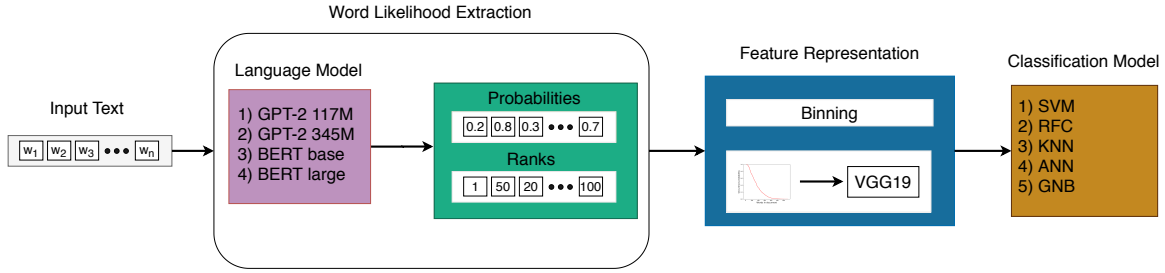 Word Likelihood Extraction
Input Text
w1 w2 w3 ••• wn
Language Model
1) GPT-2 117M
2) GPT-2 345M
3) BERT base
4) BERT large
Probabilities
0.2 0.8 0.3 ••• 0.7
Ranks
1 50 20 ••• 100
Feature Representation
Binning
VGG19
Classification Model
1) SVM
2) RFC
3) KNN
4) ANN
5) GNB